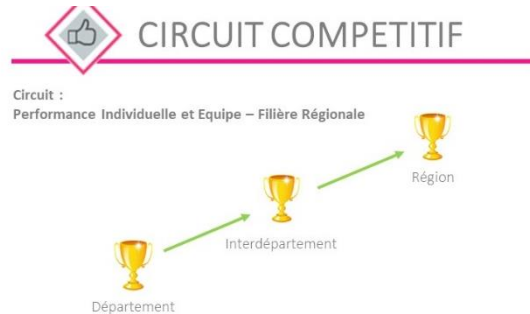 CIRCUIT COMPETITIF
Circuit :
Performance Individuelle et Equipe – Filière Régionale
Région
Interdépartement
Département